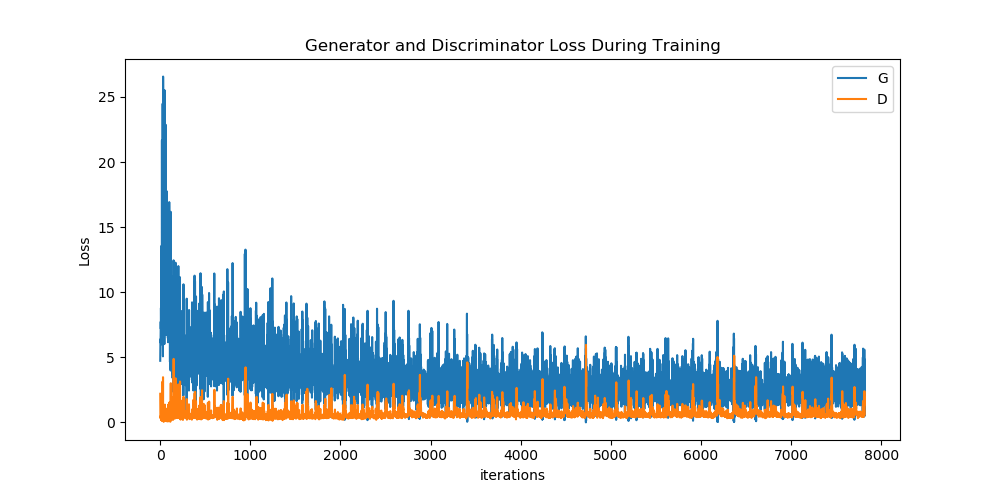 Generator and Discriminator Loss During Training
G
D
25
20
15
10
5
0
Loss
0 1000 2000 3000 4000 5000 6000 7000 8000
iterations